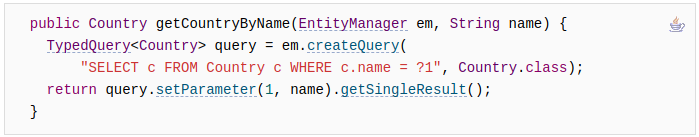 public Country getCountryByName(EntityManager em, String name) {
TypedQuery<Country> query = em.createQuery(
"SELECT c FROM Country c WHERE c.name = ?1", Country.class);
return query.setParameter(1, name).getSingleResult();
}